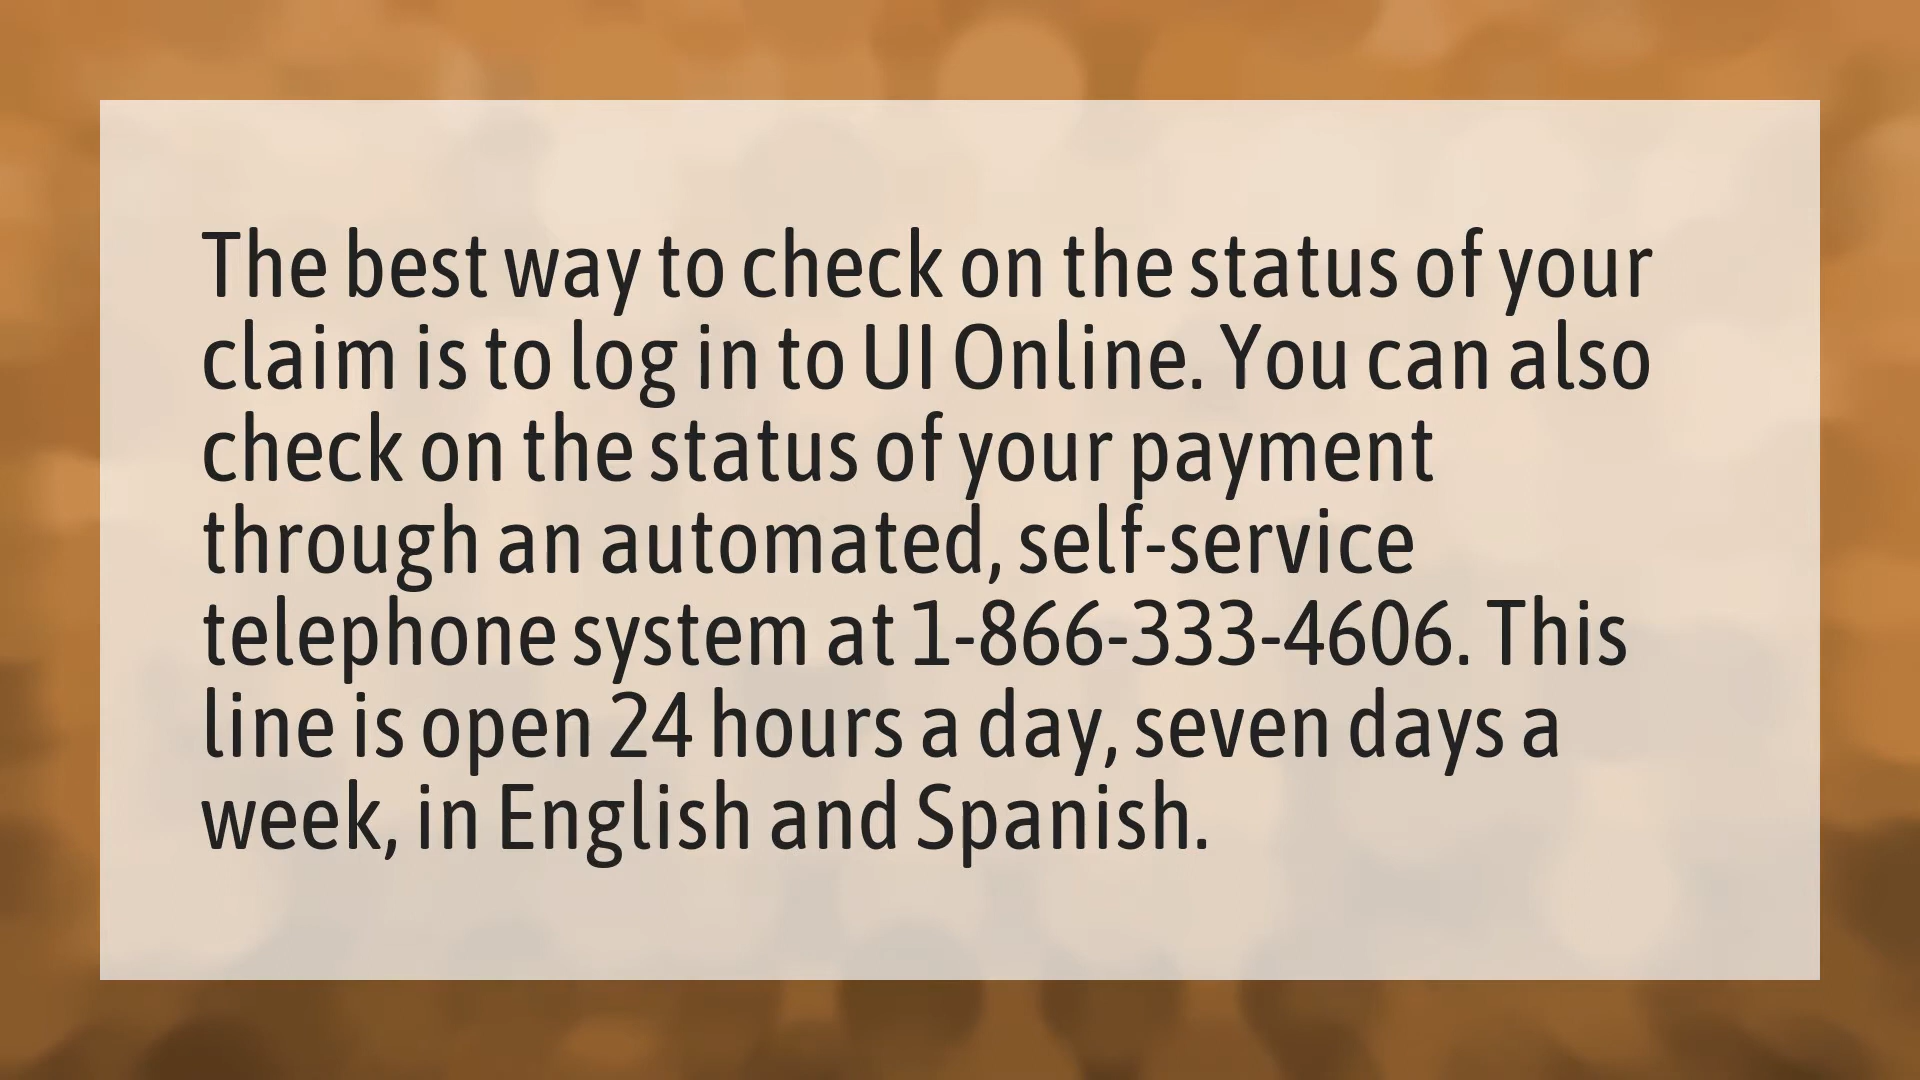 The best way to check on the status of your
claim is to log in to UI Online. You can also
check on the status of your payment
through an automated, self-service
telephone system at 1-866-333-4606. This
line is open 24 hours a day, seven days a
week, in English and Spanish.